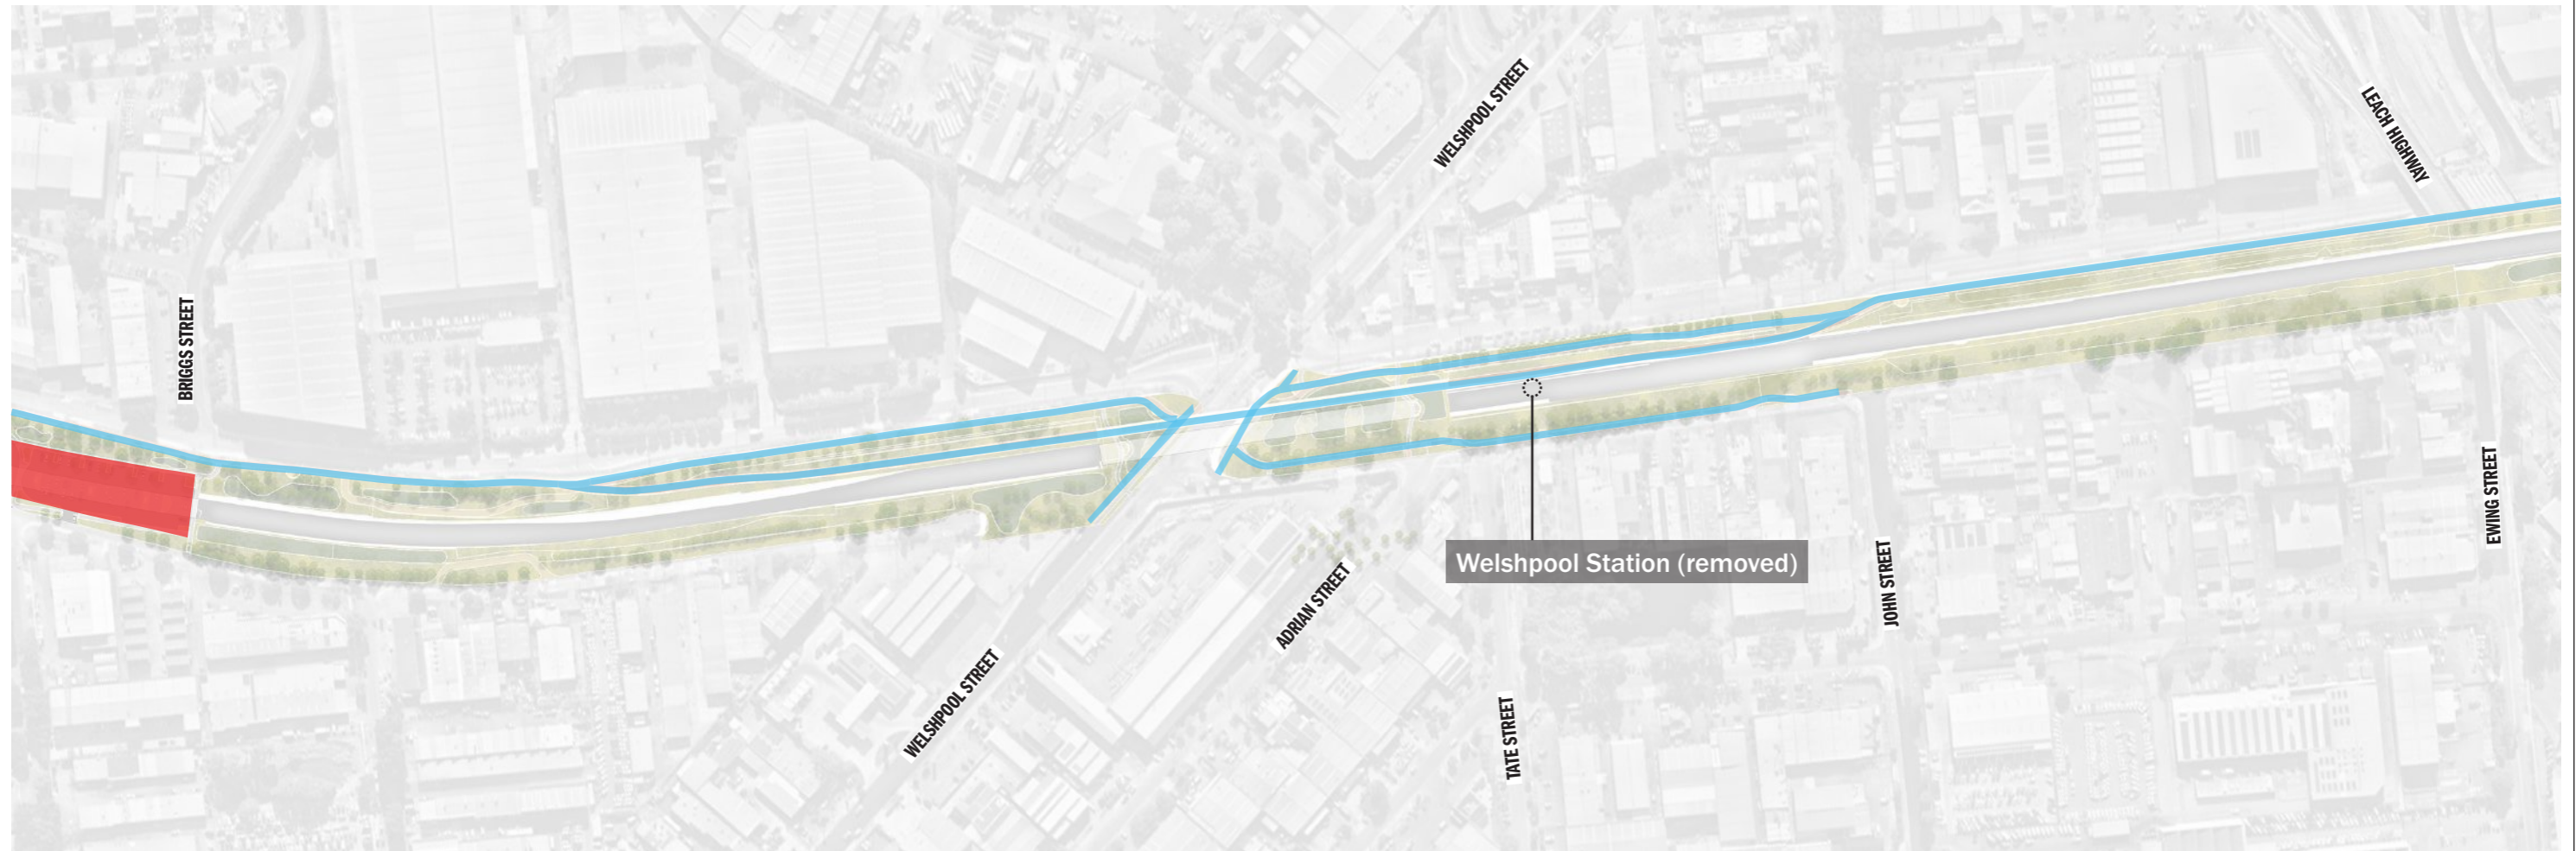 WELSHPOOL STREET
LEACH HIGHWAY
BRIGGS STREET
Welshpool Station (removed)
EWING STREET
JOHN STREET
ADRIAN STREET
WELSHPOOL STREET
TATE STREET